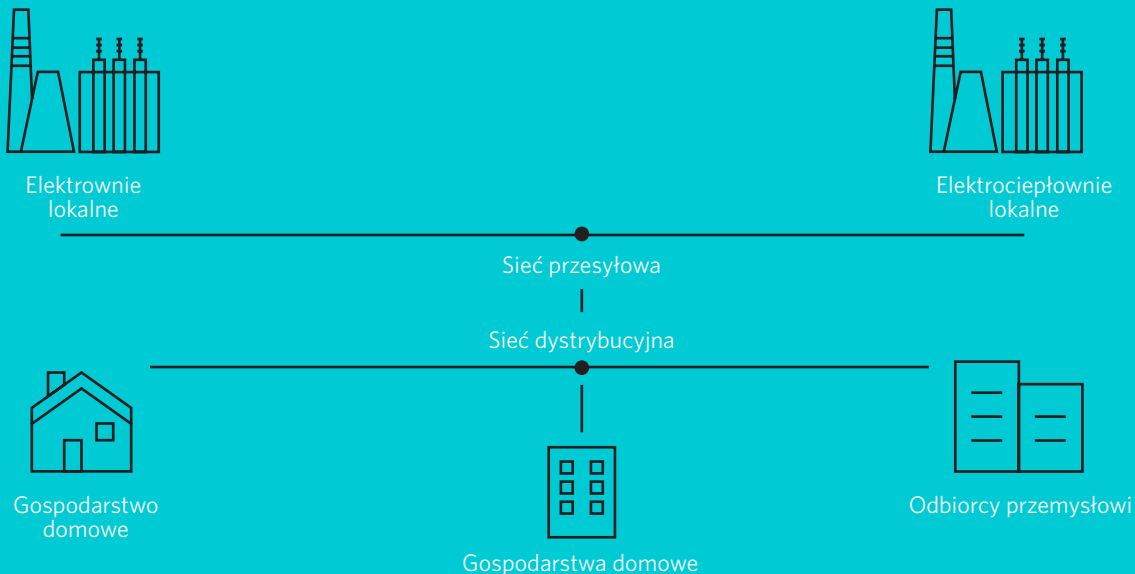 Elektrownie
lokalne
Elektrociepłownie
lokalne
Sieć przesyłowa
Sieć dystrybucyjna
Gospodarstwo
domowe
Gospodarstwa domowe
Odbiorcy przemysłowi